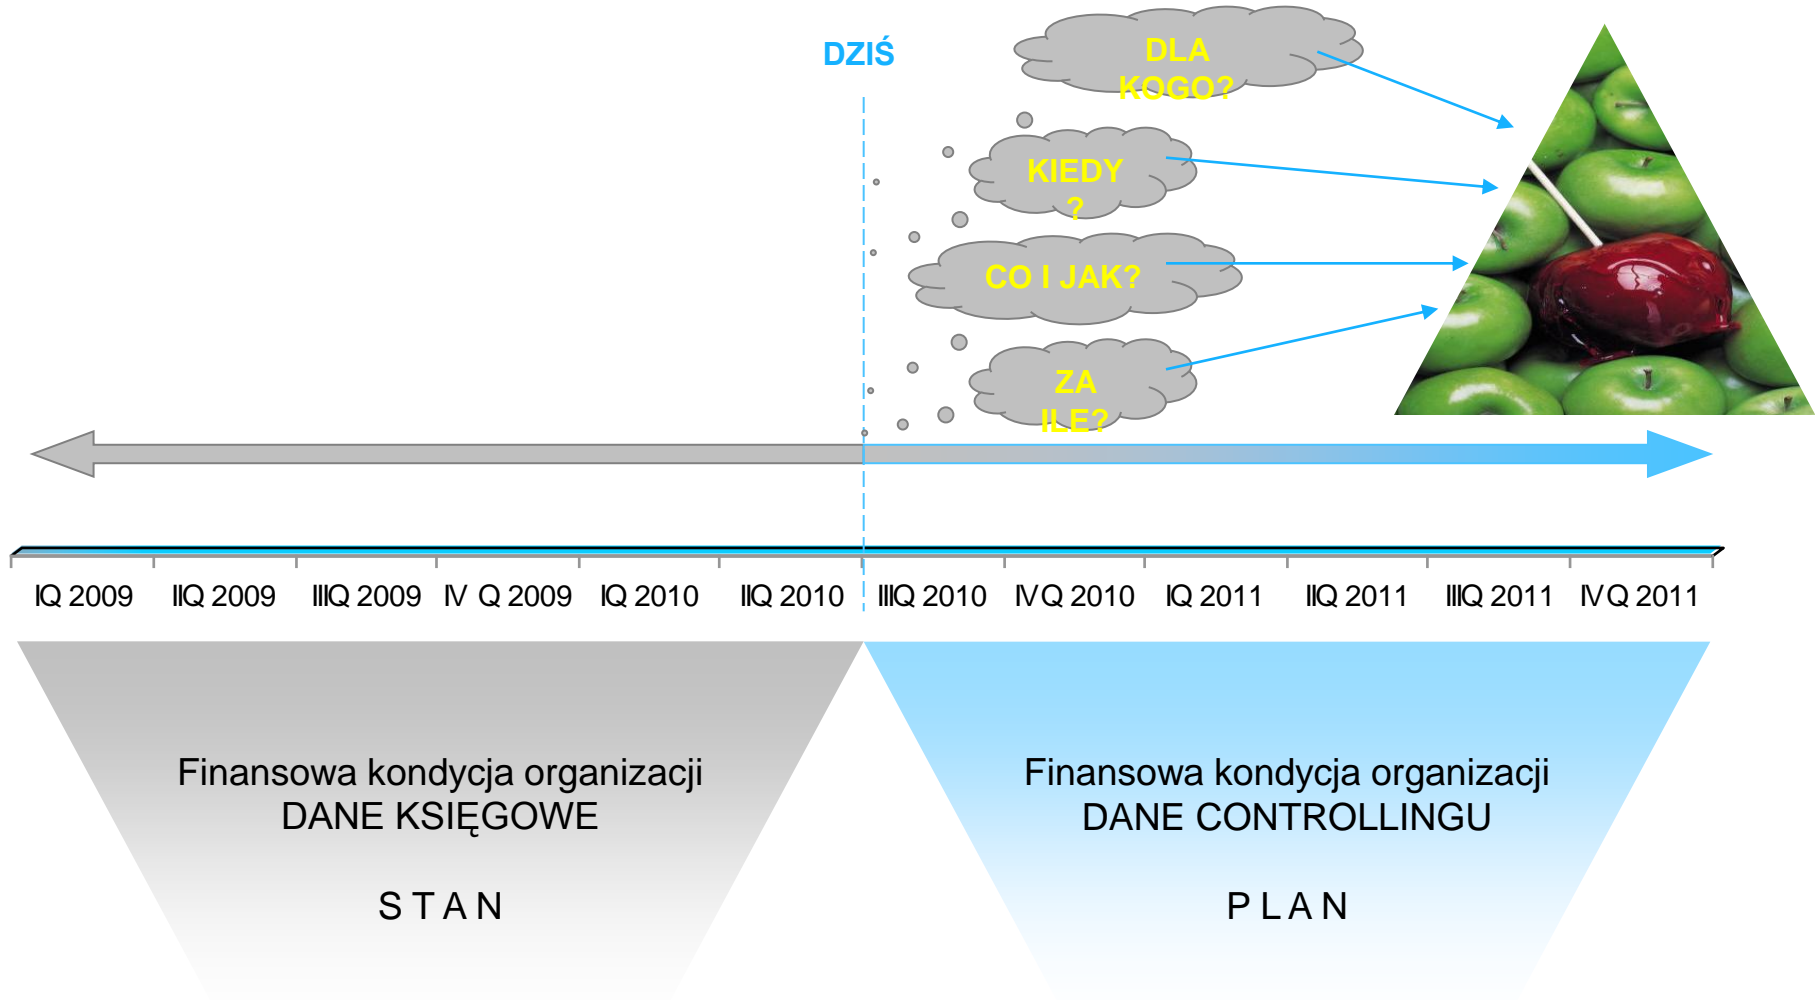 DZIŚ
DLA
KOGO?
KIEDY
?
CO I JAK?
ZA
ILE?
IQ 2009 IIQ 2009 IIIQ 2009 IV Q 2009 IQ 2010 IIQ 2010 IIIQ 2010 IVQ 2010 IQ 2011 IIQ 2011 IIIQ 2011 IVQ 2011
Finansowa kondycja organizacji
DANE KSIĘGOWE
S T A N
Finansowa kondycja organizacji
DANE CONTROLLINGU
P L A N